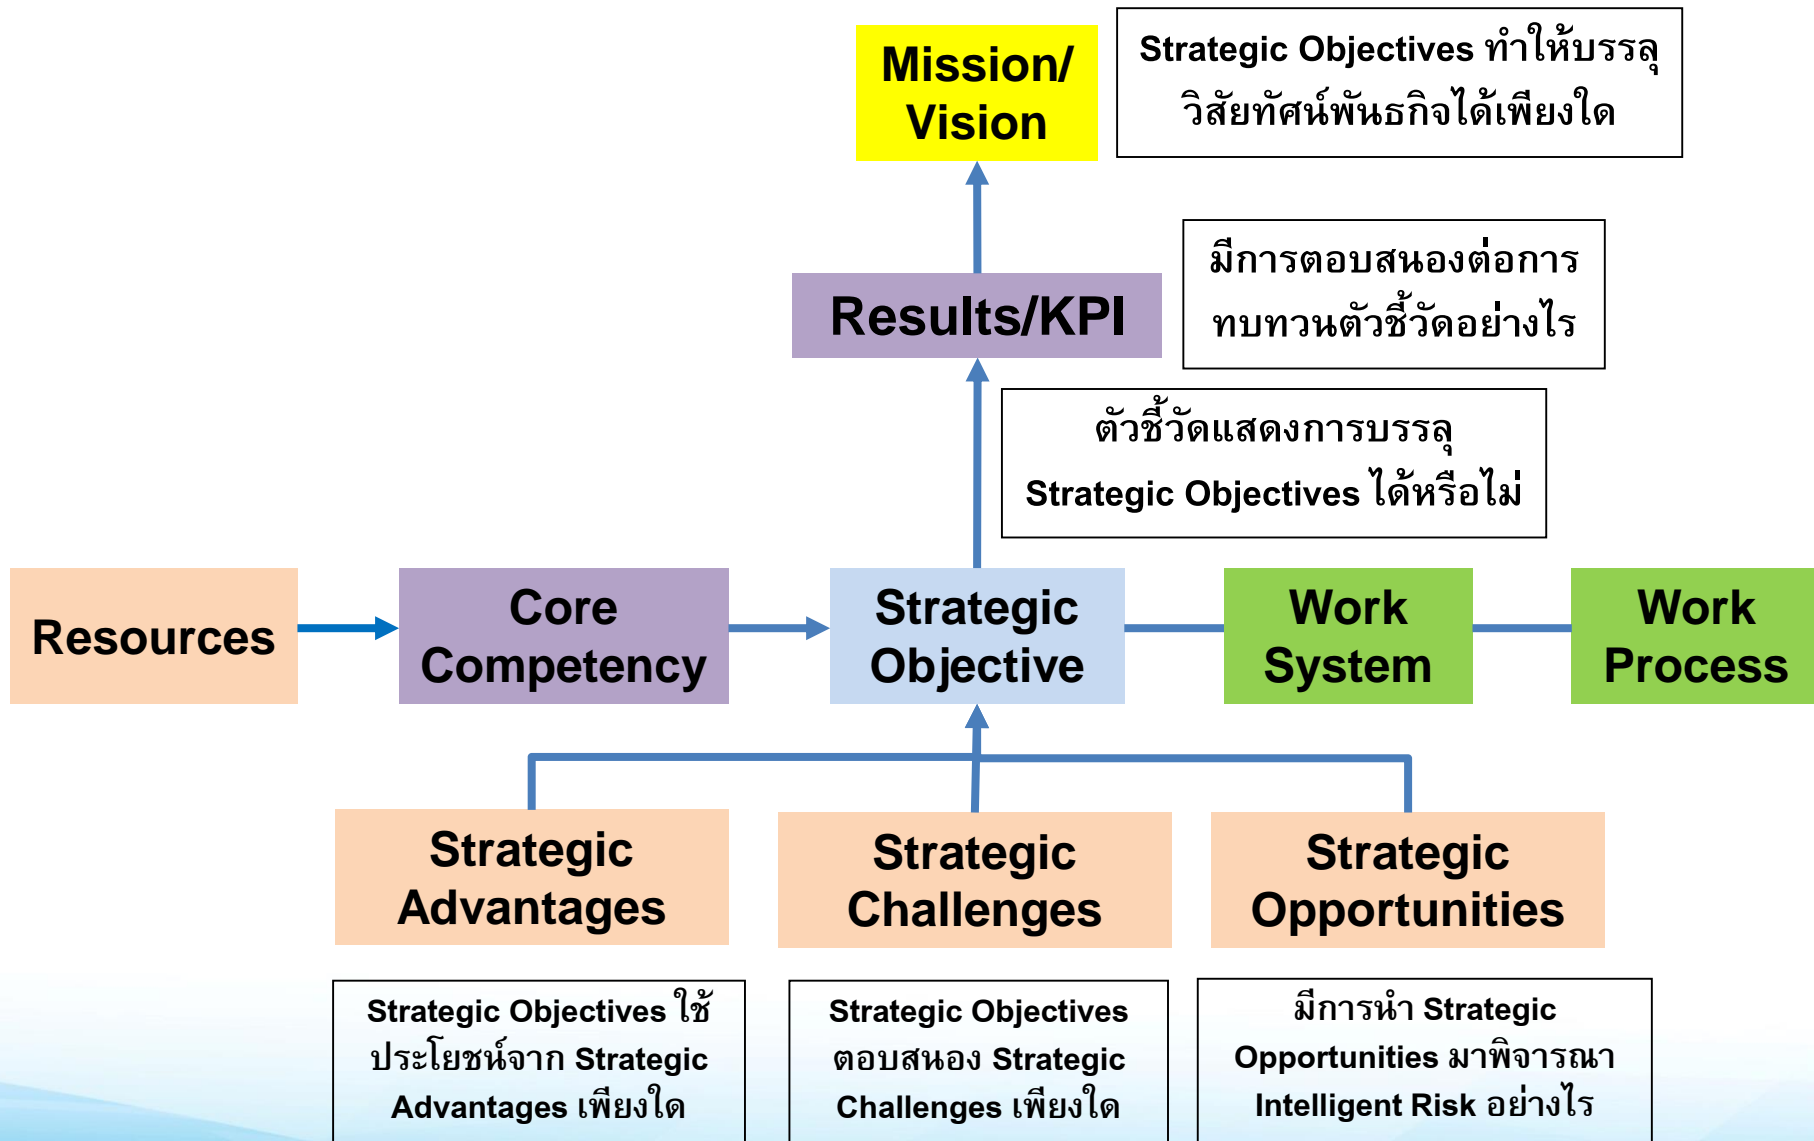 Mission/
Vision
Strategic Objectives ทำให้บรรลุ
วิสัยทัศน์พันธกิจได้เพียงใด
Results/KPI
มีการตอบสนองต่อการ
ทบทวนตัวชี้วัดอย่างไร
ตัวชี้วัดแสดงการบรรลุ
Strategic Objectives ได้หรือไม่
Resources
Core
Competency
Strategic
Objective
Work
System
Work
Process
Strategic
Advantages
Strategic
Challenges
Strategic
Opportunities
Strategic Objectives ใช้
ประโยชน์จาก Strategic
Advantages เพียงใด
Strategic Objectives
ตอบสนอง Strategic
Challenges เพียงใด
มีการนำ Strategic
Opportunities มาพิจารณา
Intelligent Risk อย่างไร